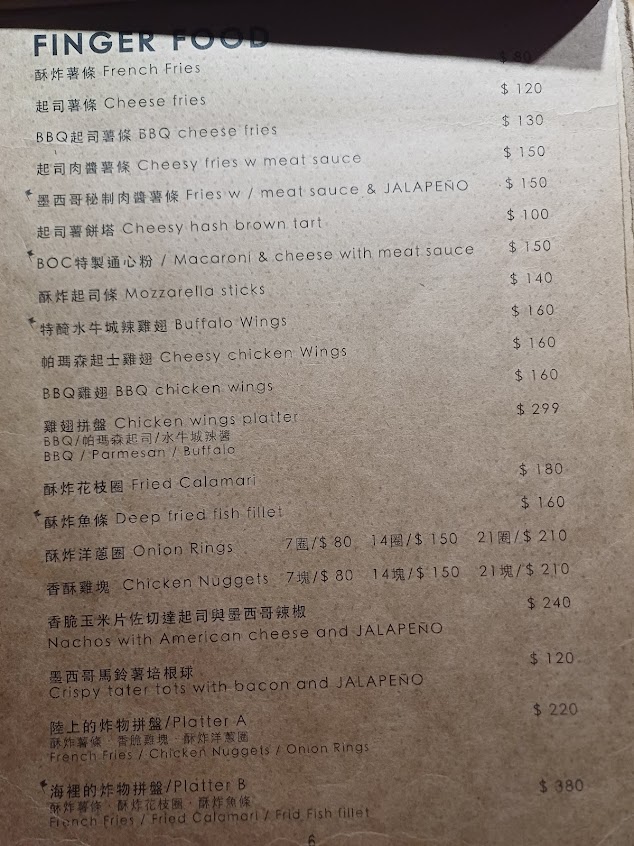 FINGER FOOD
酥炸薯條 French Fries $ 80
起司薯條 Cheese fries $ 120
BBQ起司薯條 BBQ cheese fries $ 130
起司肉醬薯條 Cheesy fries w meat sauce $ 150
墨西哥秘制肉醬薯條 Fries w / meat sauce & JALAPEÑO $ 150
起司薯餅塔 Cheesy hash brown tart $ 100
BOC特製通心粉 / Macaroni & cheese with meat sauce $ 150
酥炸起司條 Mozzarella sticks $ 140
特醃水牛城辣雞翅 Buffalo Wings $ 160
帕瑪森起士雞翅 Cheesy chicken Wings $ 160
BBQ雞翅 BBQ chicken wings $ 160
雞翅拼盤 Chicken wings platter $ 299
BBQ/帕瑪森起司/水牛城辣醬
BBQ / Parmesan / Buffalo
酥炸花枝圈 Fried Calamari $ 180
酥炸魚條 Deep fried fish fillet $ 160
酥炸洋蔥圈 Onion Rings 7圈/$ 80 14圈/$ 150 21圈/$ 210
香酥雞塊 Chicken Nuggets 7塊/$ 80 14塊/$ 150 21塊/$ 210
香脆玉米片佐切達起司與墨西哥辣椒 $ 240
Nachos with American cheese and JALAPEÑO
墨西哥馬鈴薯培根球 $ 120
Crispy tater tots with bacon and JALAPEÑO
陸上的炸物拼盤/Platter A $ 220
酥炸薯條·香脆雞塊·酥炸洋蔥圈
French Fries / Chicken Nuggets / Onion Rings
海裡的炸物拼盤/Platter B $ 380
酥炸薯條·酥炸花枝圈·酥炸魚條
French Fries / Fried Calamari / Frid Fish fillet
6